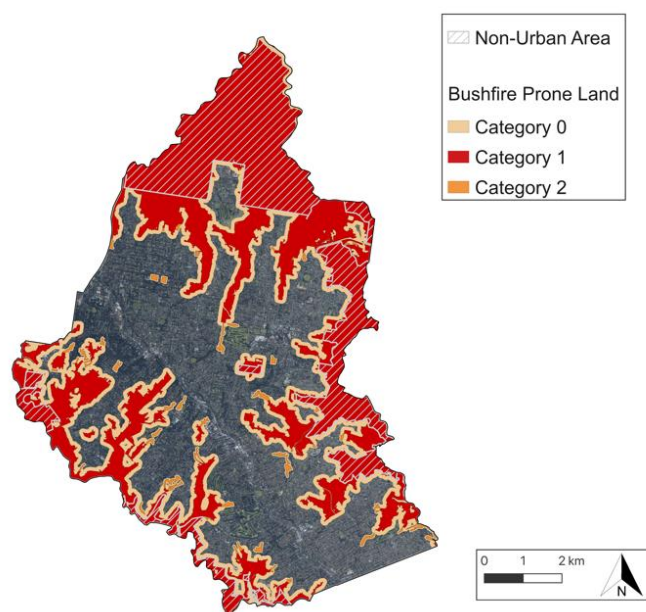 Non-Urban Area
Bushfire Prone Land
Category 0
Category 1
Category 2
0 1 2 km
N